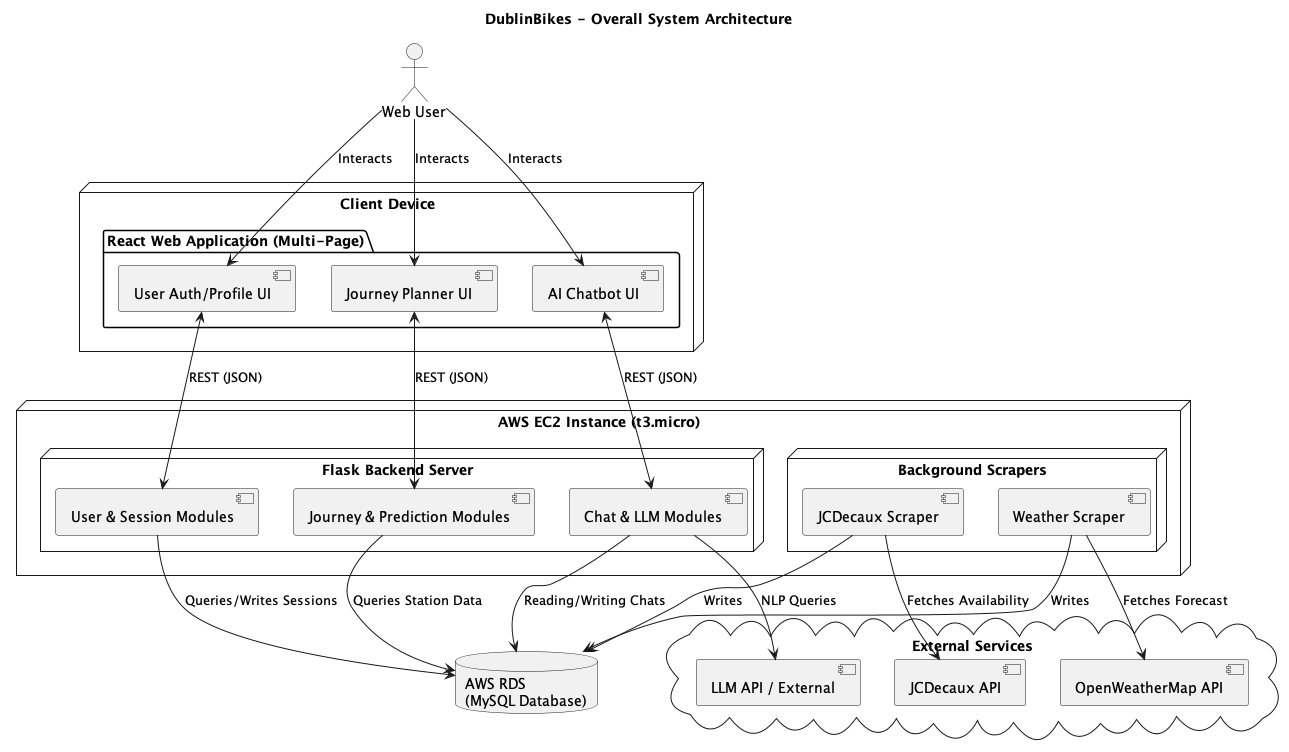 DublinBikes - Overall System Architecture
Web User
Interacts
Interacts
Interacts
Client Device
React Web Application (Multi-Page)
User Auth/Profile UI
Journey Planner UI
AI Chatbot UI
REST (JSON)
REST (JSON)
REST (JSON)
AWS EC2 Instance (t3.micro)
Flask Backend Server
Background Scrapers
User & Session Modules
Journey & Prediction Modules
Chat & LLM Modules
JCDecaux Scraper
Weather Scraper
Queries/Writes Sessions
Queries Station Data
Reading/Writing Chats
Writes
NLP Queries
Fetches Availability
Writes
Fetches Forecast
External Services
AWS RDS
(MySQL Database)
LLM API / External
JCDecaux API
OpenWeatherMap API